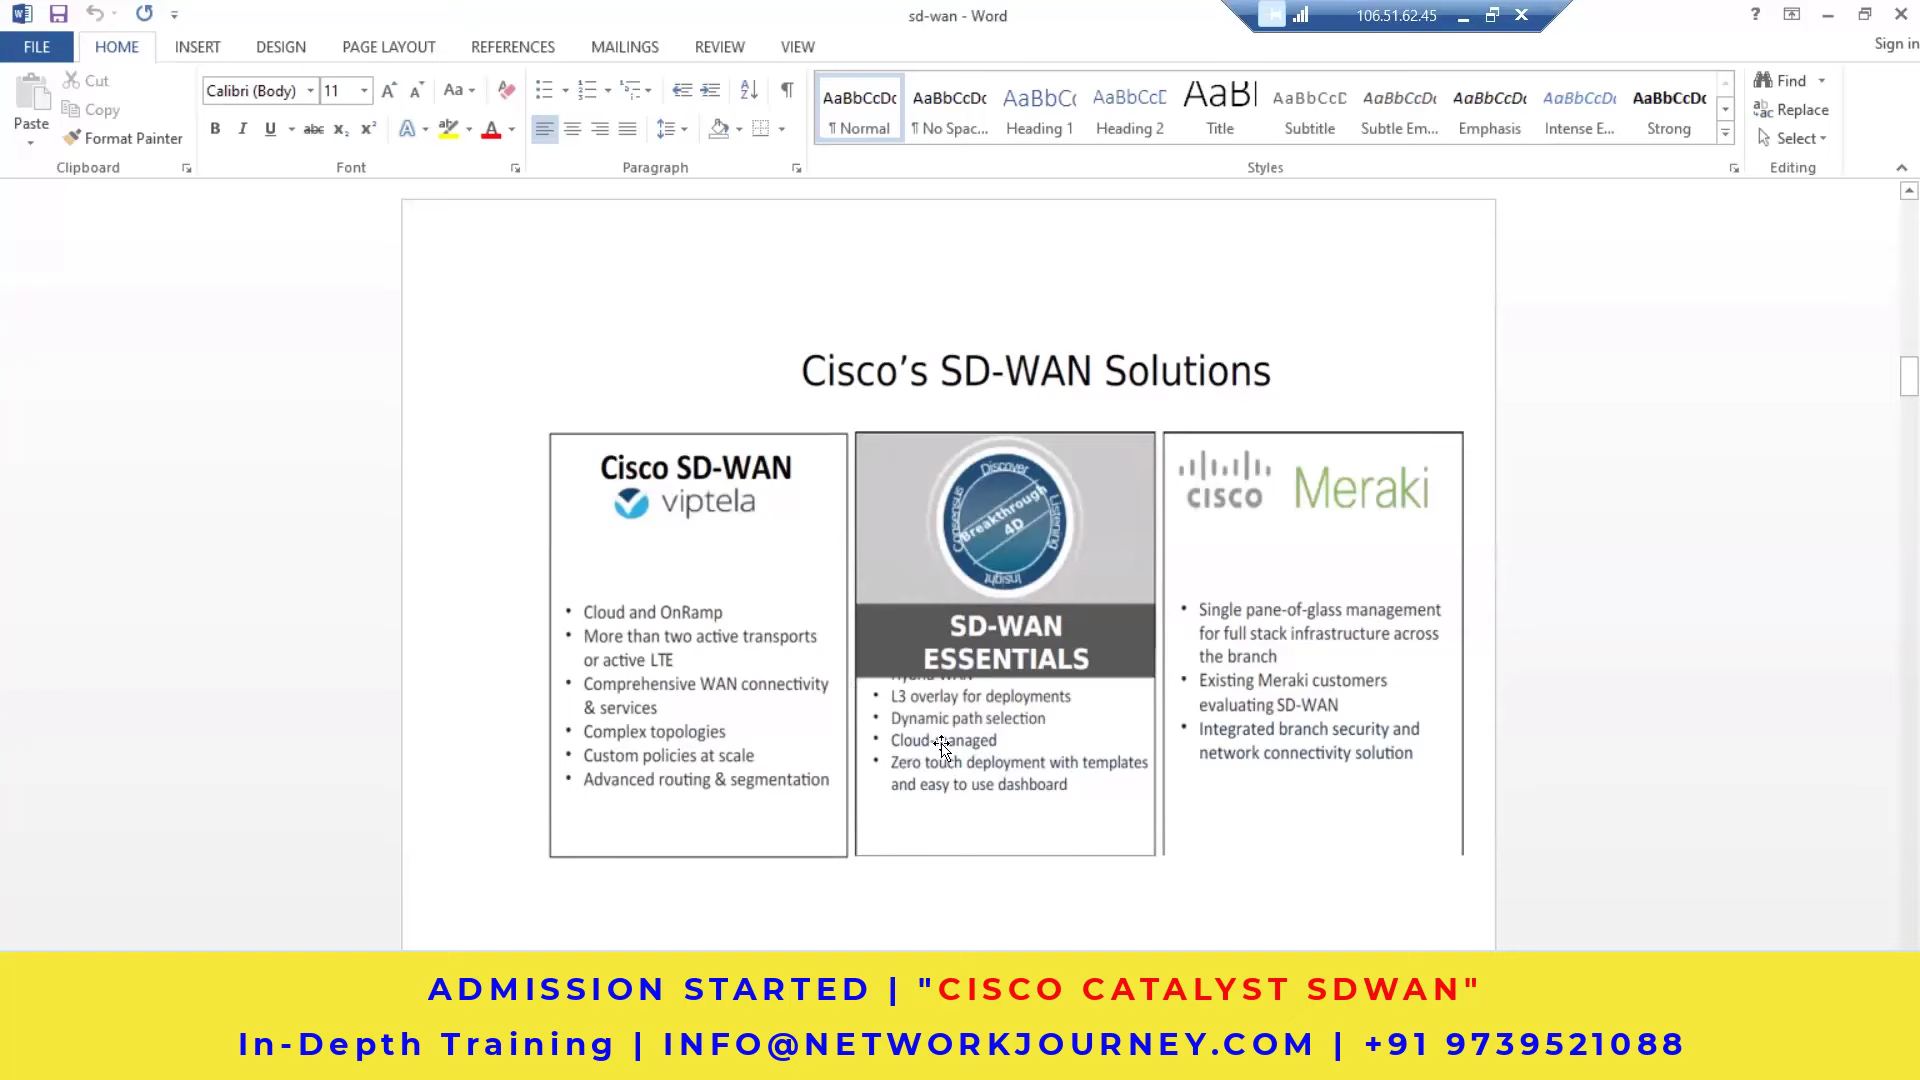 sd-wan - Word
106.51.62.45
FILE HOME INSERT DESIGN PAGE LAYOUT REFERENCES MAILINGS REVIEW VIEW
Sign in
Cut
Copy
Format Painter
Paste
Clipboard
Calibri (Body) 11
Font
Paragraph
AaBbCcDc AaBbCcDc AaBbCc AaBbCcD AaB AaBbCcD AaBbCcDc AaBbCcDc AaBbCcDc AaBbCcDc
¶ Normal ¶ No Spac... Heading 1 Heading 2 Title Subtitle Subtle Em... Emphasis Intense E... Strong
Styles
Find
Replace
Select
Editing
Cisco’s SD-WAN Solutions
Cisco SD-WAN
viptela
• Cloud and OnRamp
• More than two active transports
or active LTE
• Comprehensive WAN connectivity
& services
• Complex topologies
• Custom policies at scale
• Advanced routing & segmentation
Discover
Listening
Insight
Consensus
Breakthrough
4D
SD-WAN
ESSENTIALS
• L3 overlay for deployments
• Dynamic path selection
• Cloud-managed
• Zero touch deployment with templates
and easy to use dashboard
cisco Meraki
• Single pane-of-glass management
for full stack infrastructure across
the branch
• Existing Meraki customers
evaluating SD-WAN
• Integrated branch security and
network connectivity solution
ADMISSION STARTED | "CISCO CATALYST SDWAN"
In-Depth Training | INFO@NETWORKJOURNEY.COM | +91 9739521088